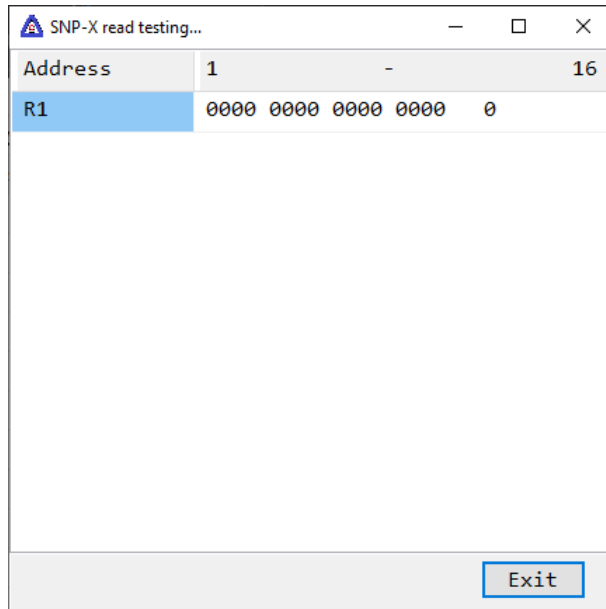 SNP-X read testing...
Address 1 - 16
R1 0000 0000 0000 0000 0
Exit